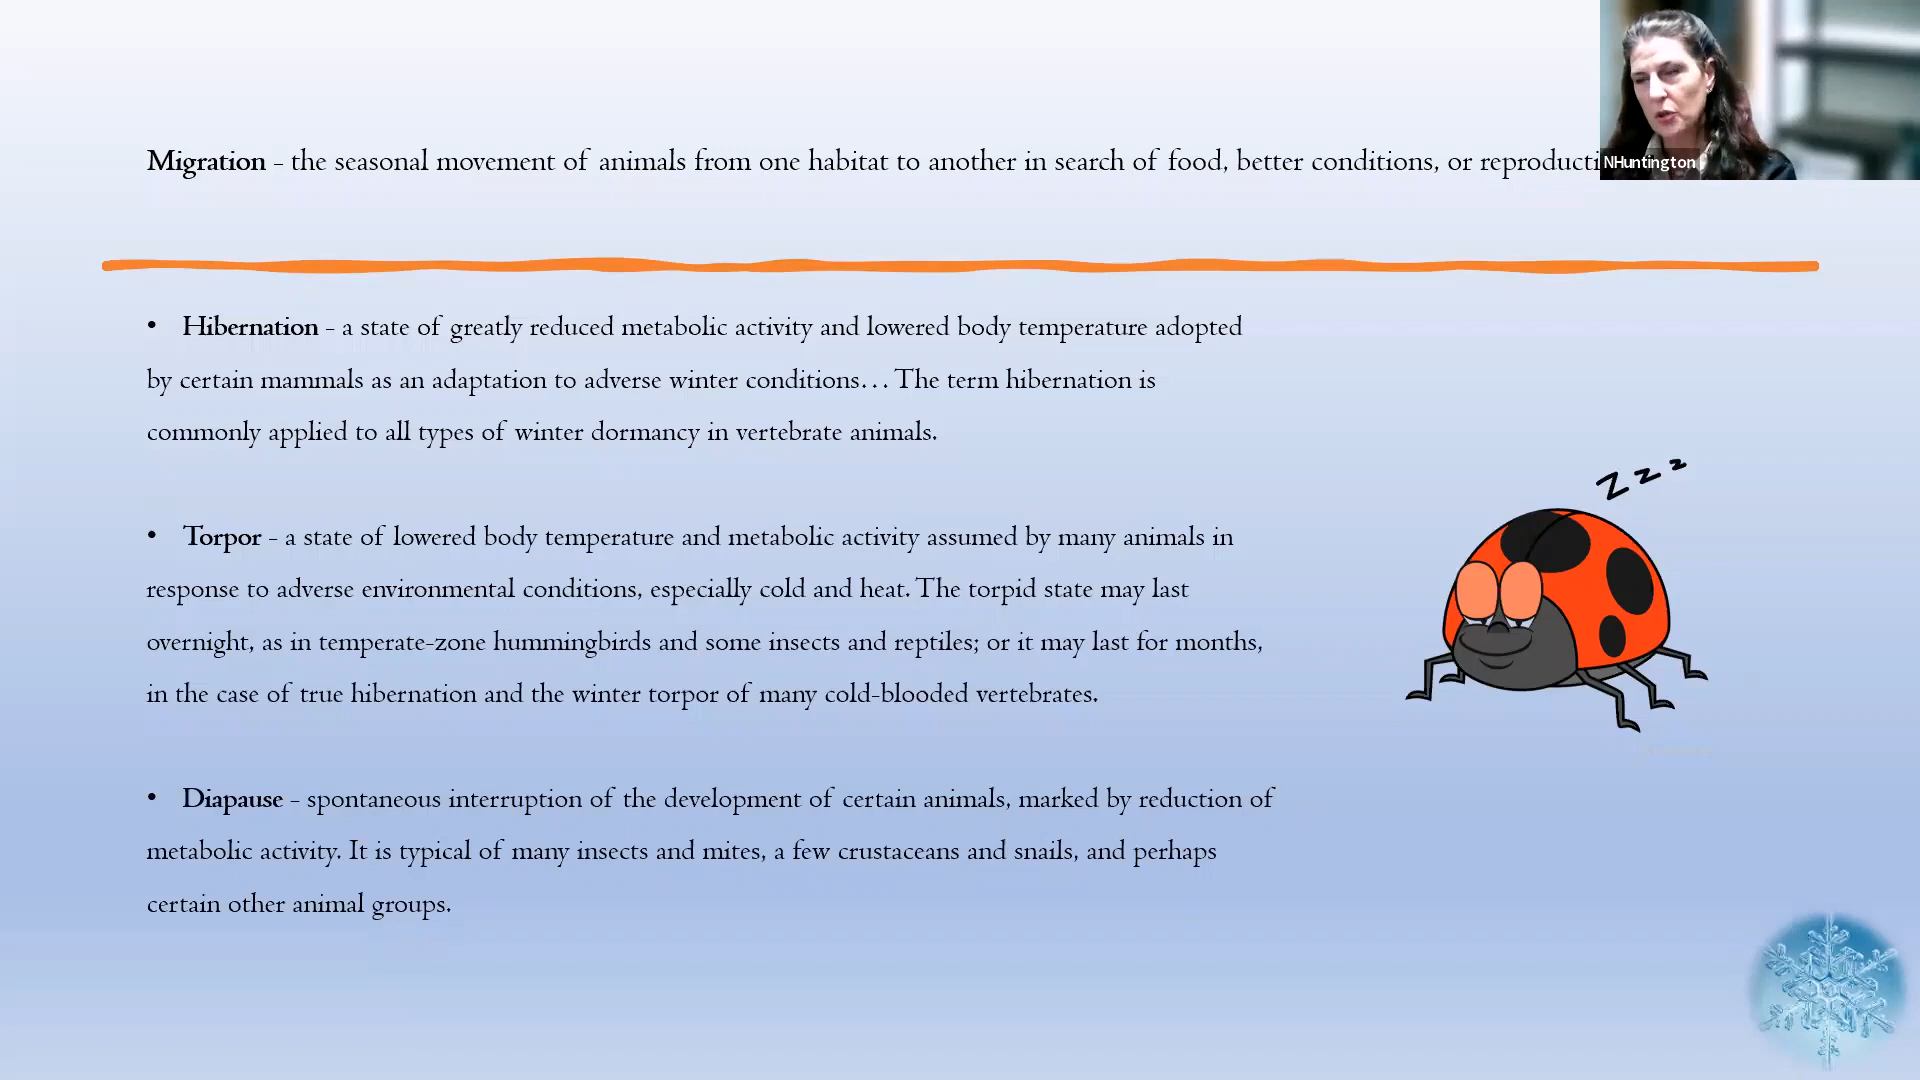 Migration - the seasonal movement of animals from one habitat to another in search of food, better conditions, or reproducti
NHuntington
• Hibernation - a state of greatly reduced metabolic activity and lowered body temperature adopted
by certain mammals as an adaptation to adverse winter conditions… The term hibernation is
commonly applied to all types of winter dormancy in vertebrate animals.
Z z z
• Torpor - a state of lowered body temperature and metabolic activity assumed by many animals in
response to adverse environmental conditions, especially cold and heat. The torpid state may last
overnight, as in temperate-zone hummingbirds and some insects and reptiles; or it may last for months,
in the case of true hibernation and the winter torpor of many cold-blooded vertebrates.
• Diapause - spontaneous interruption of the development of certain animals, marked by reduction of
metabolic activity. It is typical of many insects and mites, a few crustaceans and snails, and perhaps
certain other animal groups.